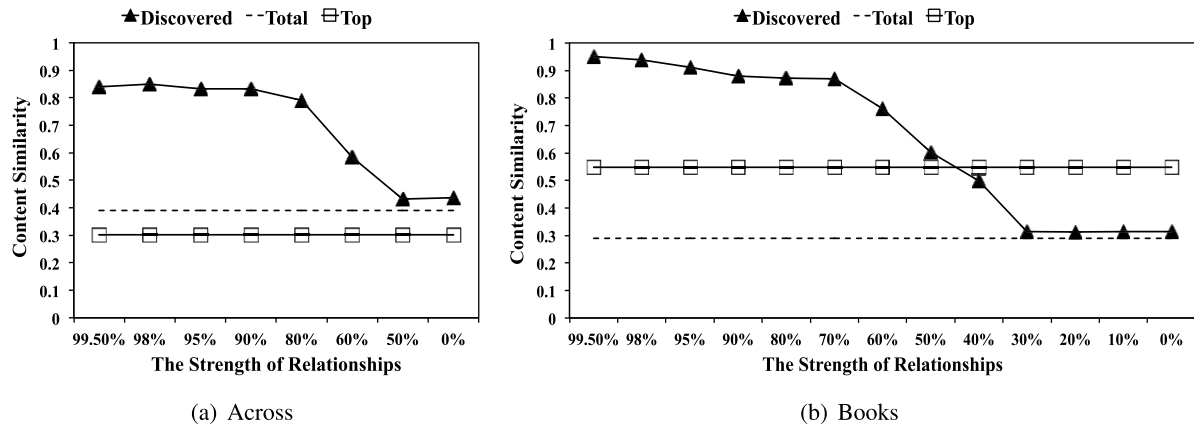 Discovered Total Top
1
0.9
0.8
0.7
0.6
0.5
0.4
0.3
0.2
0.1
0
Content Similarity
99.50% 98% 95% 90% 80% 60% 50% 0%
The Strength of Relationships
(a) Across
Discovered Total Top
1
0.9
0.8
0.7
0.6
0.5
0.4
0.3
0.2
0.1
0
Content Similarity
99.50% 98% 95% 90% 80% 70% 60% 50% 40% 30% 20% 10% 0%
The Strength of Relationships
(b) Books